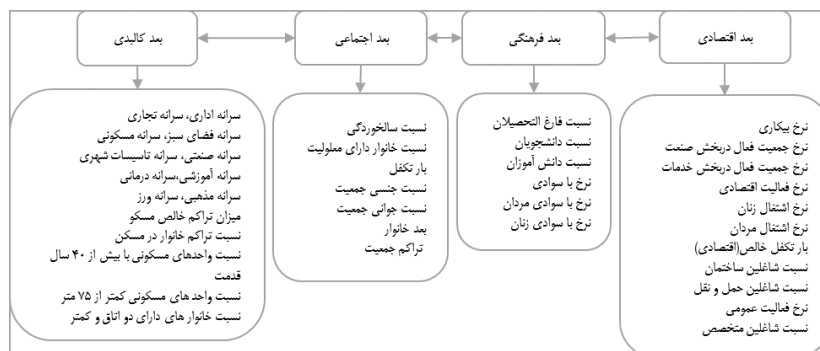 بعد اقتصادی
نرخ بیکاری
نرخ جمعیت فعال دربخش صنعت
نرخ جمعیت فعال دربخش خدمات
نرخ فعالیت اقتصادی
نرخ اشتغال زنان
نرخ اشتغال مردان
بار تکفل خالص(اقتصادی)
نسبت شاغلین ساختمان
نسبت شاغلین حمل و نقل
نرخ فعالیت عمومی
نسبت شاغلین متخصص
بعد فرهنگی
نسبت فارغ التحصیلان
نسبت دانشجویان
نسبت دانش آموزان
نرخ با سوادی
نرخ با سوادی مردان
نرخ با سوادی زنان
بعد اجتماعی
نسبت سالخوردگی
نسبت خانوار دارای معلولیت
بار تکفل
نسبت جنسی جمعیت
نسبت جوانی جمعیت
بعد خانوار
تراکم جمعیت
بعد کالبدی
سرانه اداری، سرانه تجاری
سرانه فضای سبز، سرانه مسکونی
سرانه صنعتی، سرانه تاسیسات شهری
سرانه آموزشی،سرانه درمانی
سرانه مذهبی، سرانه ورز
میزان تراکم خالص مسکو
نسبت تراکم خانوار در مسکن
نسبت واحدهای مسکونی با بیش از ۴۰ سال
قدمت
نسبت واحد های مسکونی کمتر از ۷۵ متر
نسبت خانوار های دارای دو اتاق و کمتر